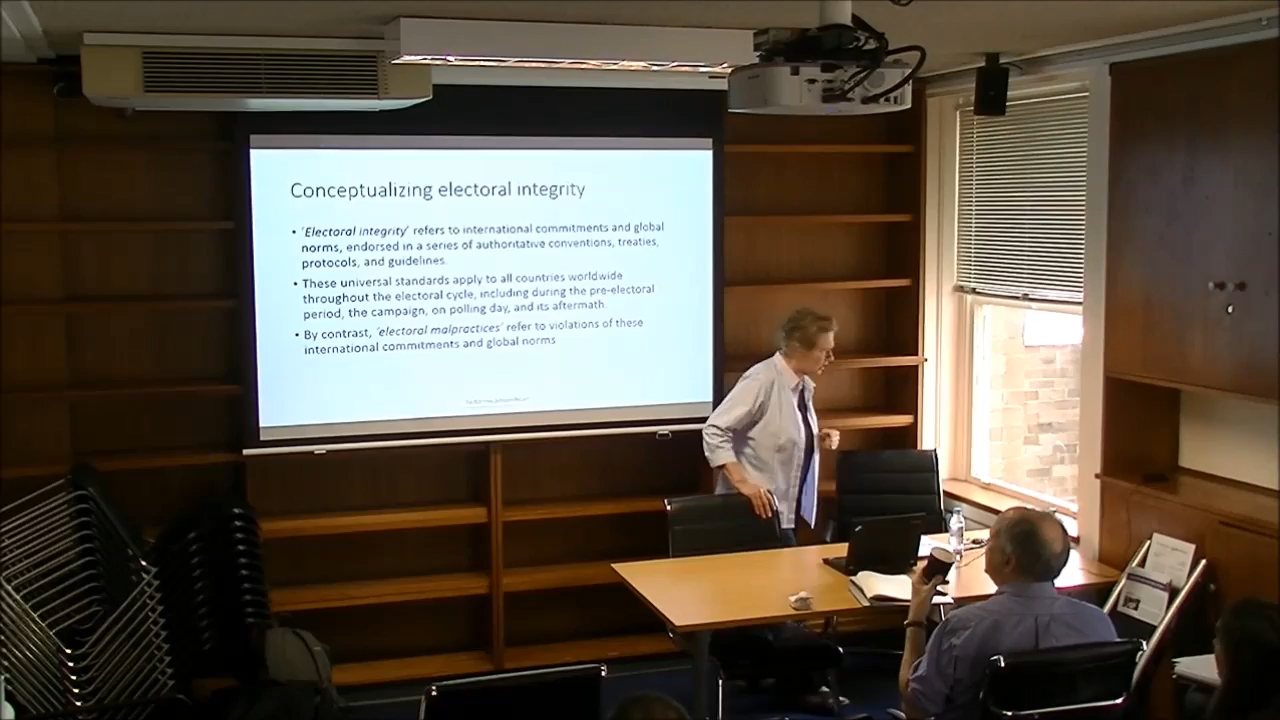 Conceptualizing electoral integrity
• 'Electoral integrity' refers to international commitments and global
norms, endorsed in a series of authoritative conventions, treaties,
protocols, and guidelines.
• These universal standards apply to all countries worldwide
throughout the electoral cycle, including during the pre-electoral
period, the campaign, on polling day, and its aftermath.
• By contrast, 'electoral malpractices' refer to violations of these
international commitments and global norms